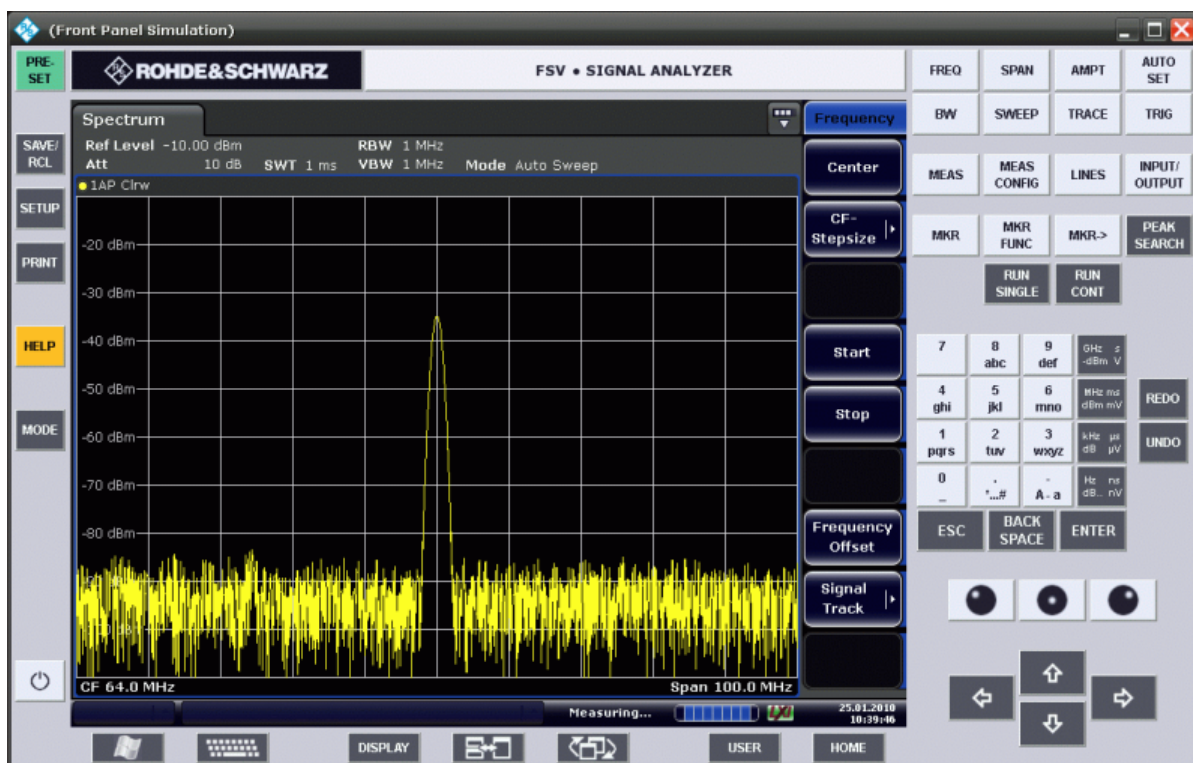 (Front Panel Simulation)
PRE-
SET
ROHDE&SCHWARZ
FSV • SIGNAL ANALYZER
SAVE/
RCL
SETUP
PRINT
HELP
MODE
Spectrum
Ref Level -10.00 dBm
RBW 1 MHz
Att 10 dB SWT 1 ms VBW 1 MHz Mode Auto Sweep
1AP Clrw
-20 dBm
-30 dBm
-40 dBm
-50 dBm
-60 dBm
-70 dBm
-80 dBm
CF 64.0 MHz
Span 100.0 MHz
Measuring...
25.01.2010
10:39:46
Frequency
Center
CF-
Stepsize
Start
Stop
Frequency
Offset
Signal
Track
FREQ
SPAN
AMPT
AUTO
SET
BW
SWEEP
TRACE
TRIG
MEAS
MEAS
CONFIG
LINES
INPUT/
OUTPUT
MKR
MKR
FUNC
MKR->
PEAK
SEARCH
RUN
SINGLE
RUN
CONT
7
8
abc
9
def
GHz s
-dBm V
4
ghi
5
jkl
6
mno
MHz ms
dBm mV
REDO
1
pqrs
2
tuv
3
wxyz
kHz µs
dB µV
UNDO
0
_
.
*...#
-
A-a
Hz ns
dB... nV
ESC
BACK
SPACE
ENTER
DISPLAY
USER
HOME